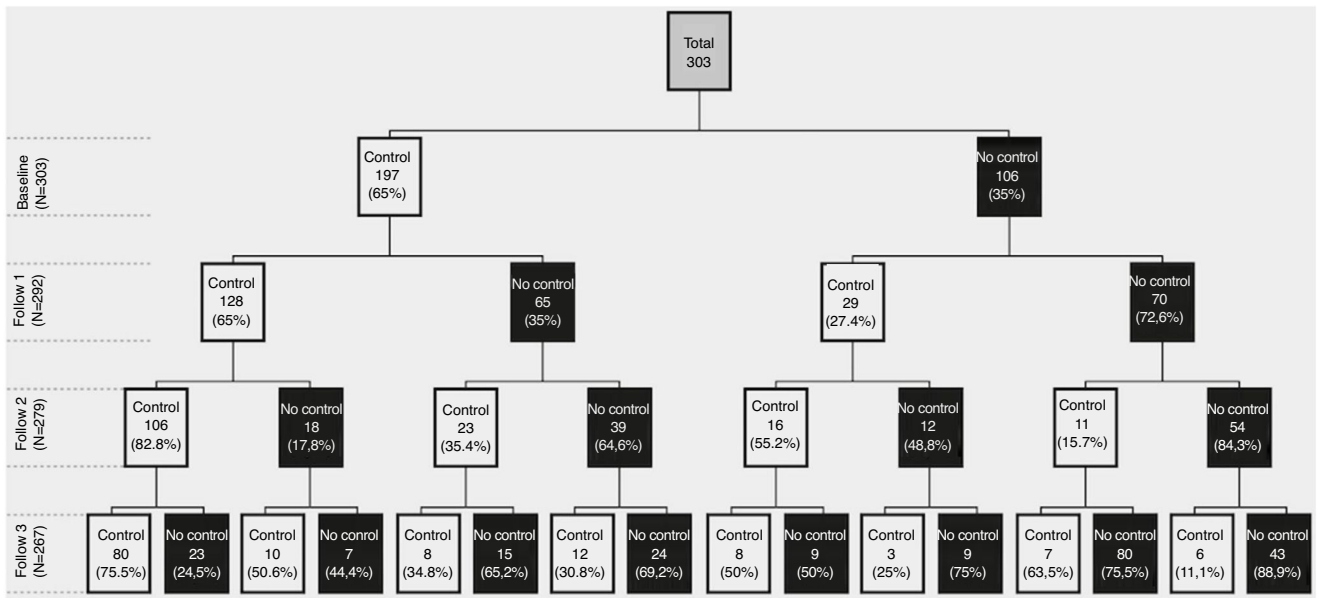 Total
303
Baseline
(N=303)
Control
197
(65%)
No control
106
(35%)
Follow 1
(N=292)
Control
128
(65%)
No control
65
(35%)
Control
29
(27.4%)
No control
70
(72,6%)
Follow 2
(N=279)
Control
106
(82.8%)
No control
18
(17,8%)
Control
23
(35.4%)
No control
39
(64,6%)
Control
16
(55.2%)
No control
12
(48,8%)
Control
11
(15.7%)
No control
54
(84,3%)
Follow 3
(N=267)
Control
80
(75.5%)
No control
23
(24,5%)
Control
10
(50.6%)
No control
7
(44,4%)
Control
8
(34.8%)
No control
15
(65,2%)
Control
12
(30.8%)
No control
24
(69,2%)
Control
8
(50%)
No control
9
(50%)
Control
3
(25%)
No control
9
(75%)
Control
7
(63,5%)
No control
80
(75,5%)
Control
6
(11,1%)
No control
43
(88,9%)